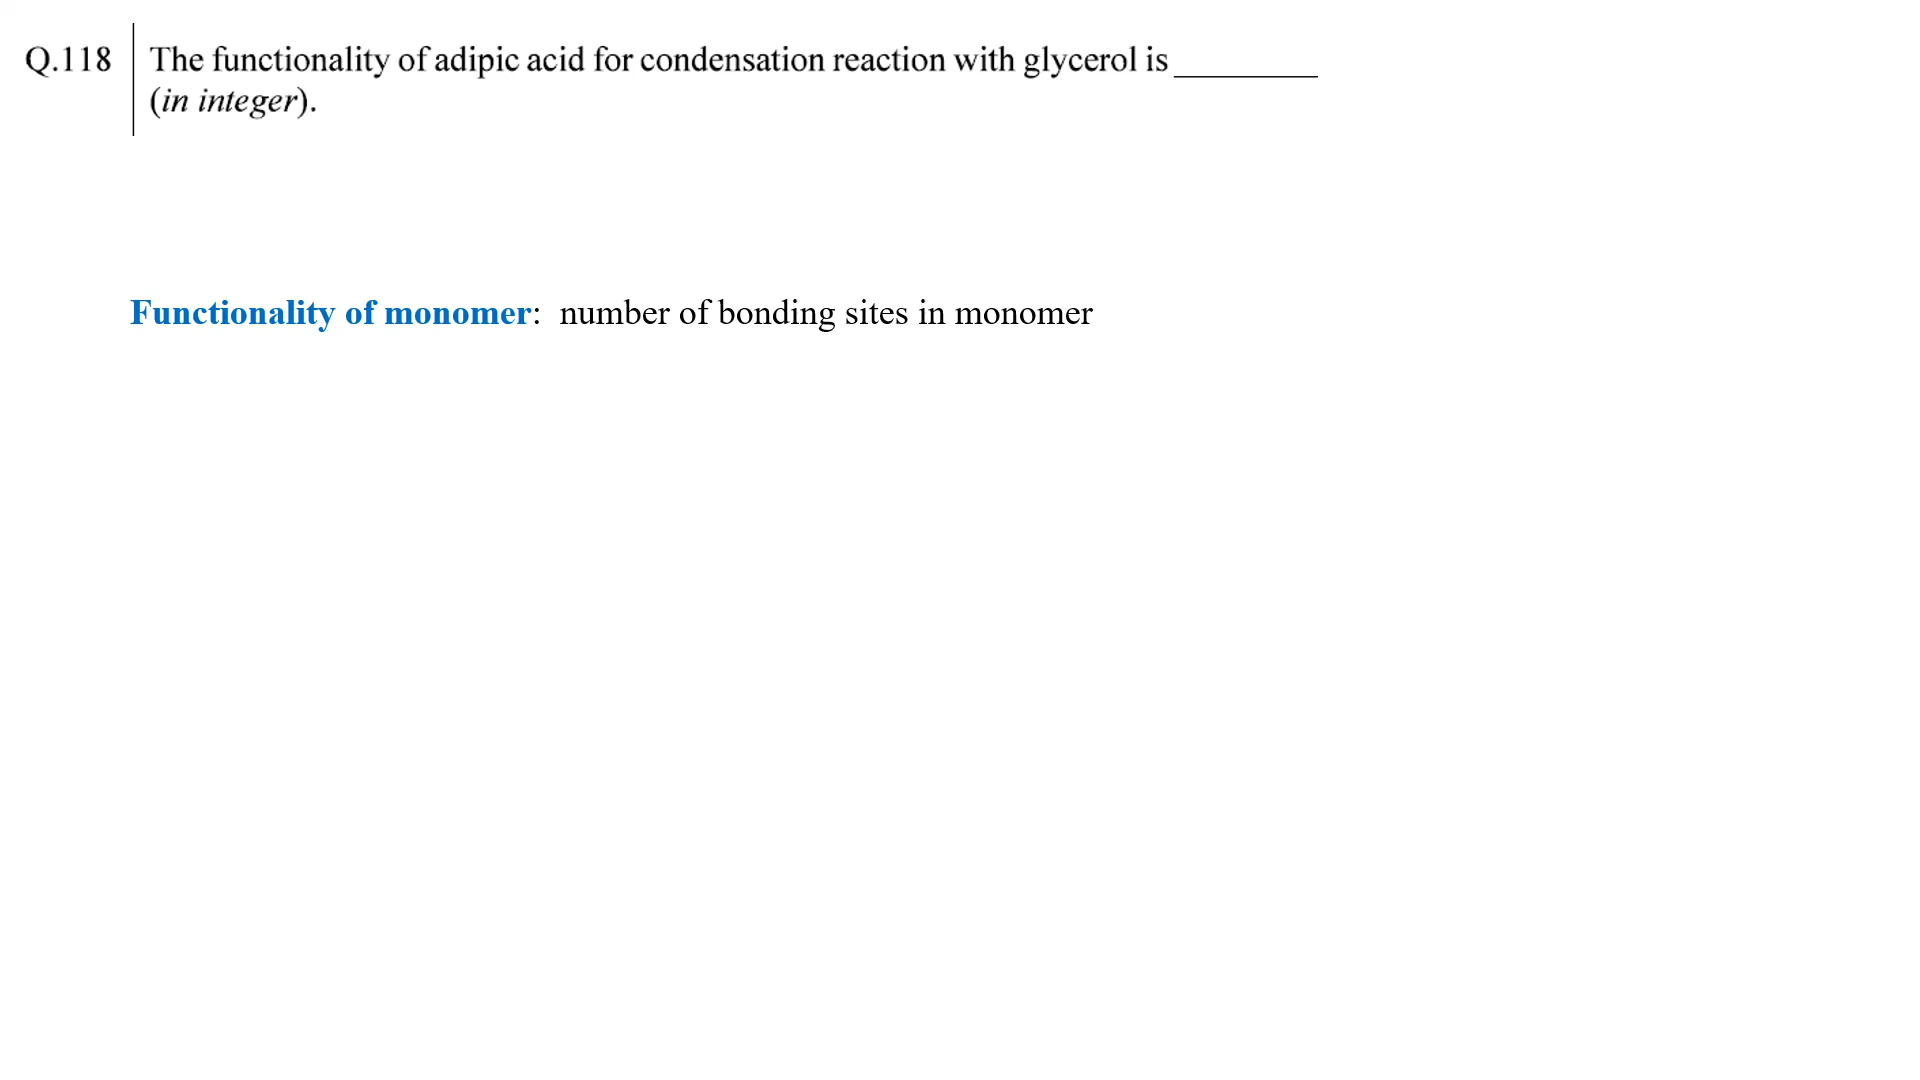 Q.118 The functionality of adipic acid for condensation reaction with glycerol is ________
(in integer).
Functionality of monomer: number of bonding sites in monomer